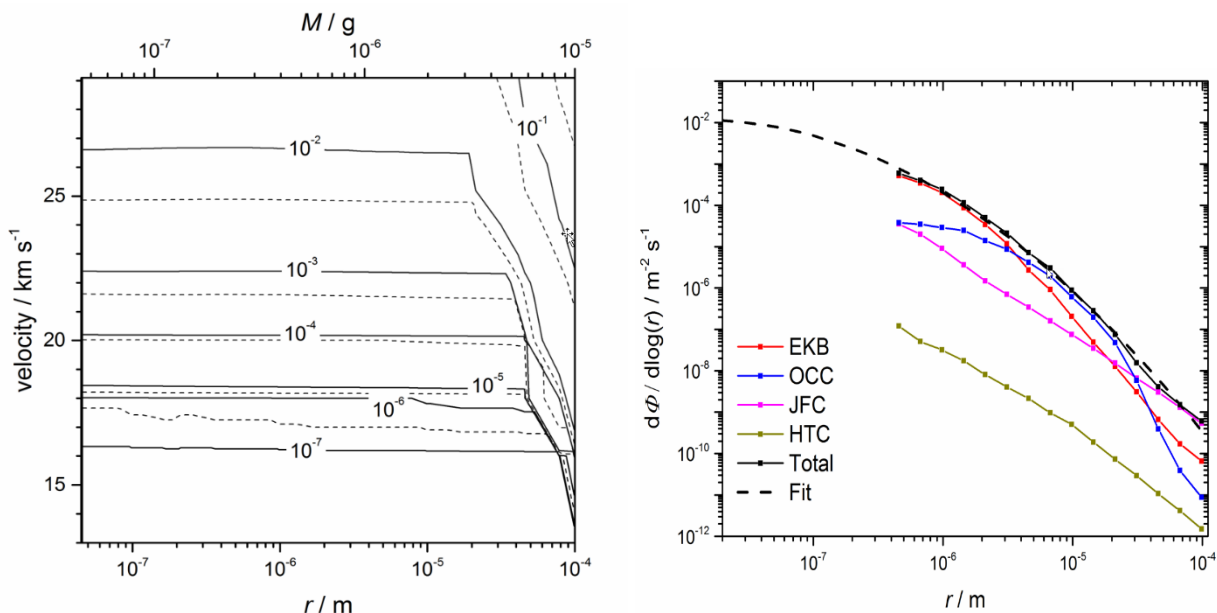 M / g
10⁻⁷ 10⁻⁶ 10⁻⁵
velocity / km s⁻¹
25
20
15
10⁻¹
10⁻²
10⁻³
10⁻⁴
10⁻⁵
10⁻⁶
10⁻⁷
10⁻⁷ 10⁻⁶ 10⁻⁵ 10⁻⁴
r / m
dΦ / dlog(r) / m⁻² s⁻¹
10⁻²
10⁻⁴
10⁻⁶
10⁻⁸
10⁻¹⁰
10⁻¹²
EKB
OCC
JFC
HTC
Total
Fit
10⁻⁷ 10⁻⁶ 10⁻⁵ 10⁻⁴
r / m